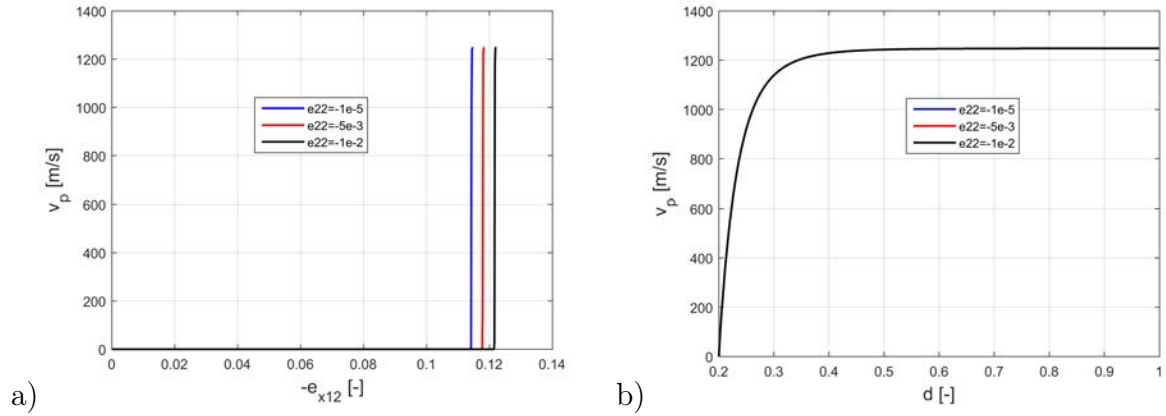 1400
1200
1000
800
600
400
200
0
v_p [m/s]
e22=-1e-5
e22=-5e-3
e22=-1e-2
0 0.02 0.04 0.06 0.08 0.1 0.12 0.14
-e_x12 [-]
a)
1400
1200
1000
800
600
400
200
0
v_p [m/s]
e22=-1e-5
e22=-5e-3
e22=-1e-2
0.2 0.3 0.4 0.5 0.6 0.7 0.8 0.9 1
d [-]
b)